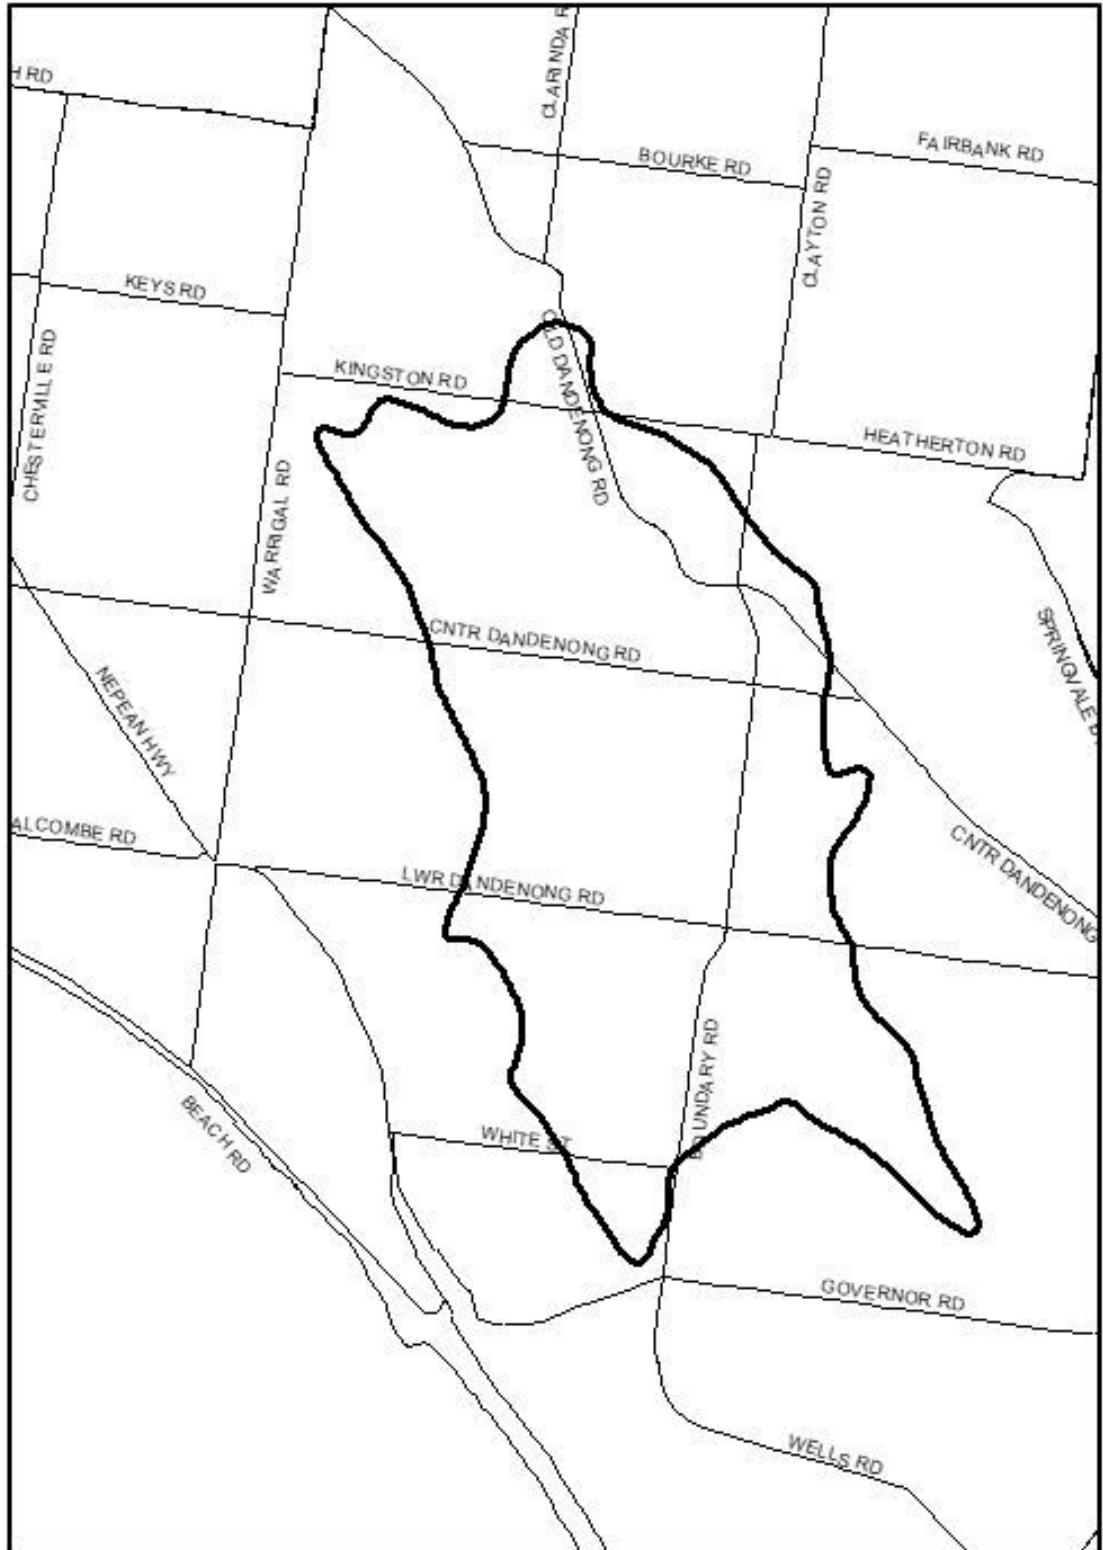 H RD
CLARINDA R
BOURKE RD
FAIRBANK RD
CLAYTON RD
KEYS RD
CHESTERVILLE RD
KINGSTON RD
OLD DANDENONG RD
HEATHERTON RD
WARRIGAL RD
CNTR DANDENONG RD
SPRINGVALE
NEPEAN HWY
ALCOMBE RD
LWR DANDENONG RD
CNTR DANDENONG
BOUNDARY RD
BEACH RD
WHITE ST
GOVERNOR RD
WELLS RD